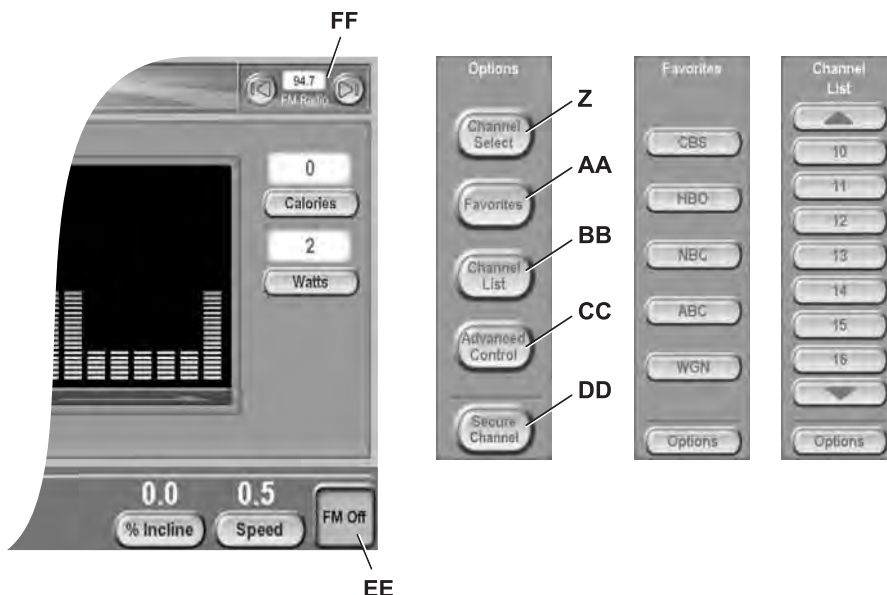 FF
94.7
FM Radio
0
Calories
2
Watts
0.0
0.5
% Incline
Speed
FM Off
EE
Options
Channel
Select
Favorites
Channel
List
Advanced
Control
Secure
Channel
Z
AA
BB
CC
DD
Favorites
CBS
HBO
NBC
ABC
WGN
Options
Channel
List
10
11
12
13
14
15
16
Options